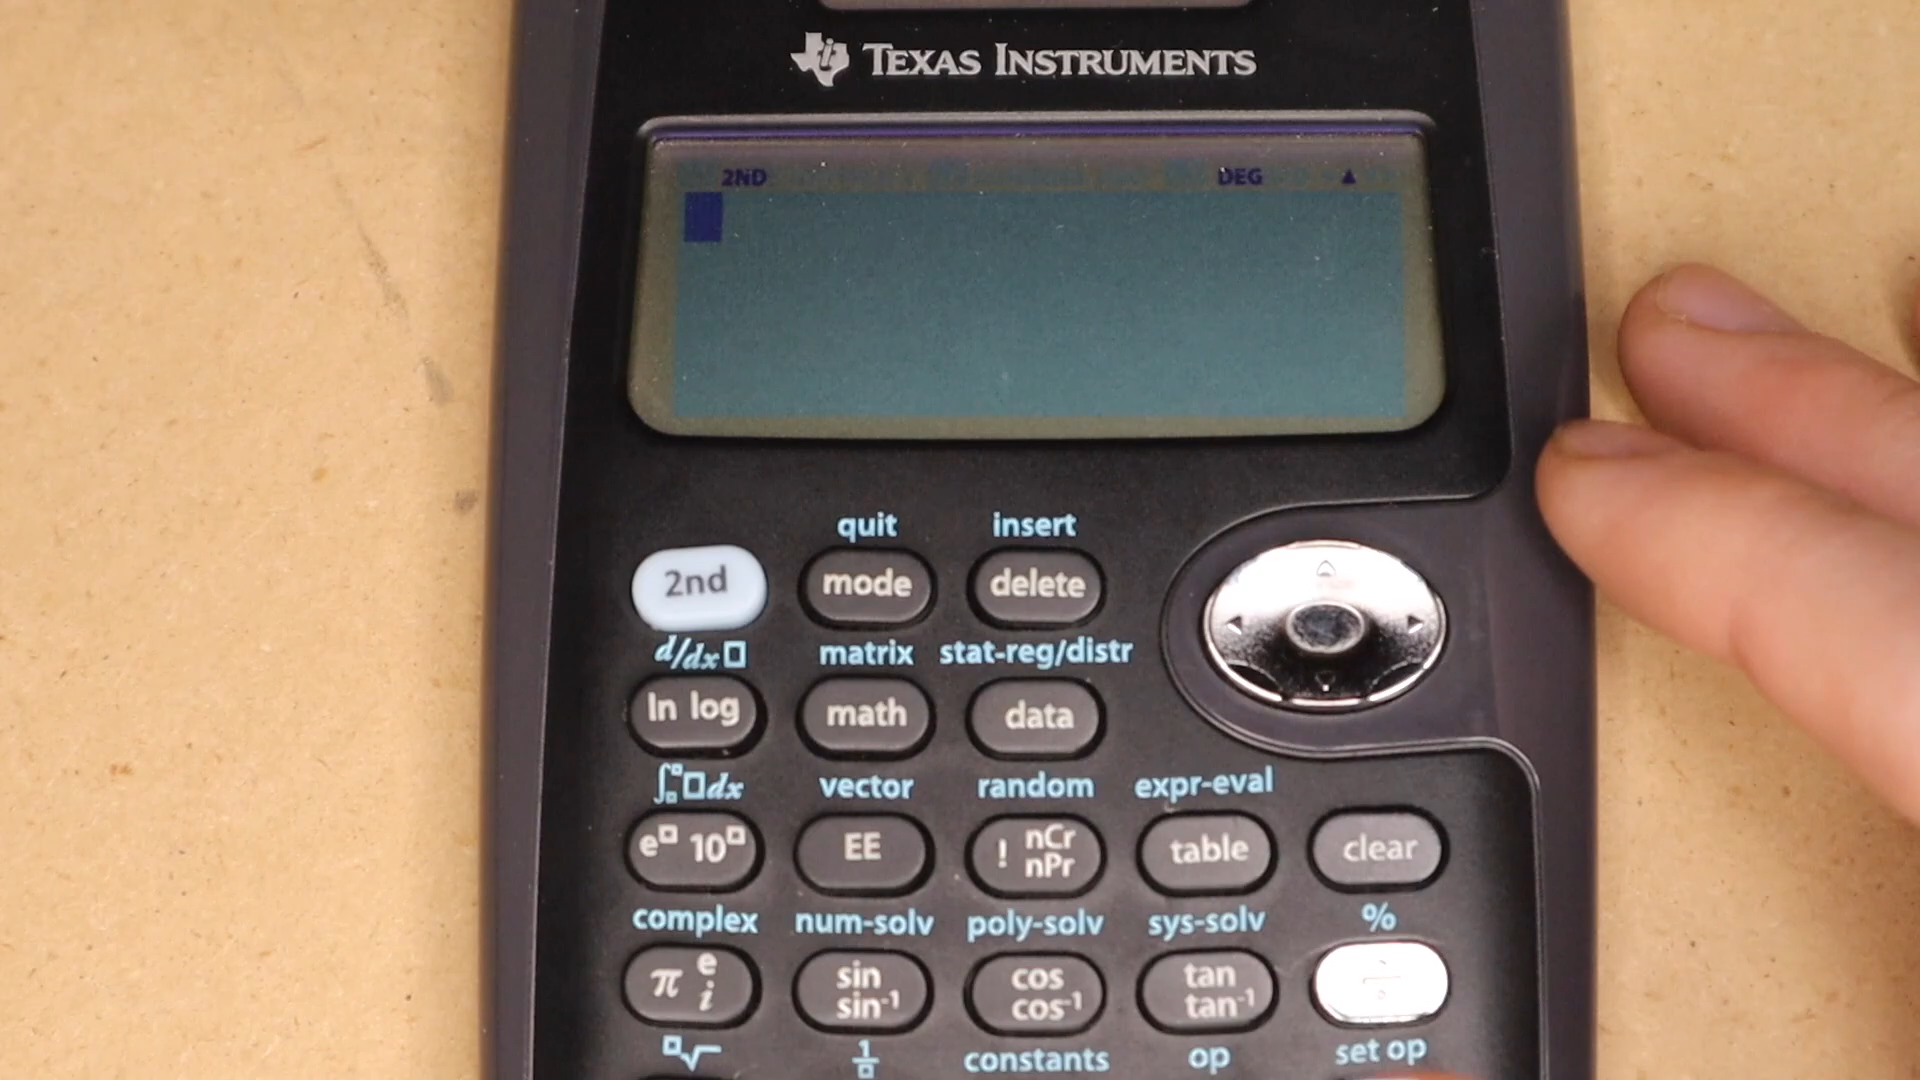 TEXAS INSTRUMENTS
2ND DEG ▲
quit insert
2nd mode delete
d/dx□ matrix stat-reg/distr
ln log math data
∫□dx vector random expr-eval
e□ 10□ EE ! nCr nPr table clear
complex num-solv poly-solv sys-solv %
π e i sin sin⁻¹ cos cos⁻¹ tan tan⁻¹ ÷
□√ 1/□ constants op set op